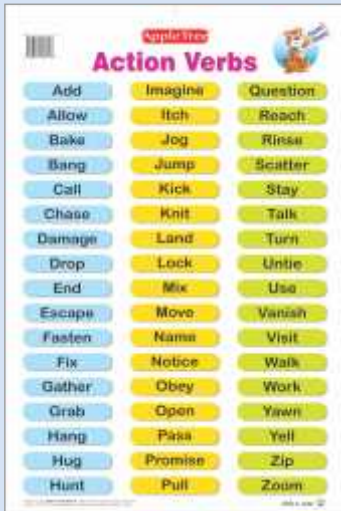 AppleTree
Action Verbs
Add Imagine Question
Allow Itch Reach
Bake Jog Rinse
Bang Jump Scatter
Call Kick Stay
Chase Knit Talk
Damage Land Turn
Drop Lock Untie
End Mix Use
Escape Move Vanish
Fasten Name Visit
Fix Notice Walk
Gather Obey Work
Grab Open Yawn
Hang Pass Yell
Hug Promise Zip
Hunt Pull Zoom